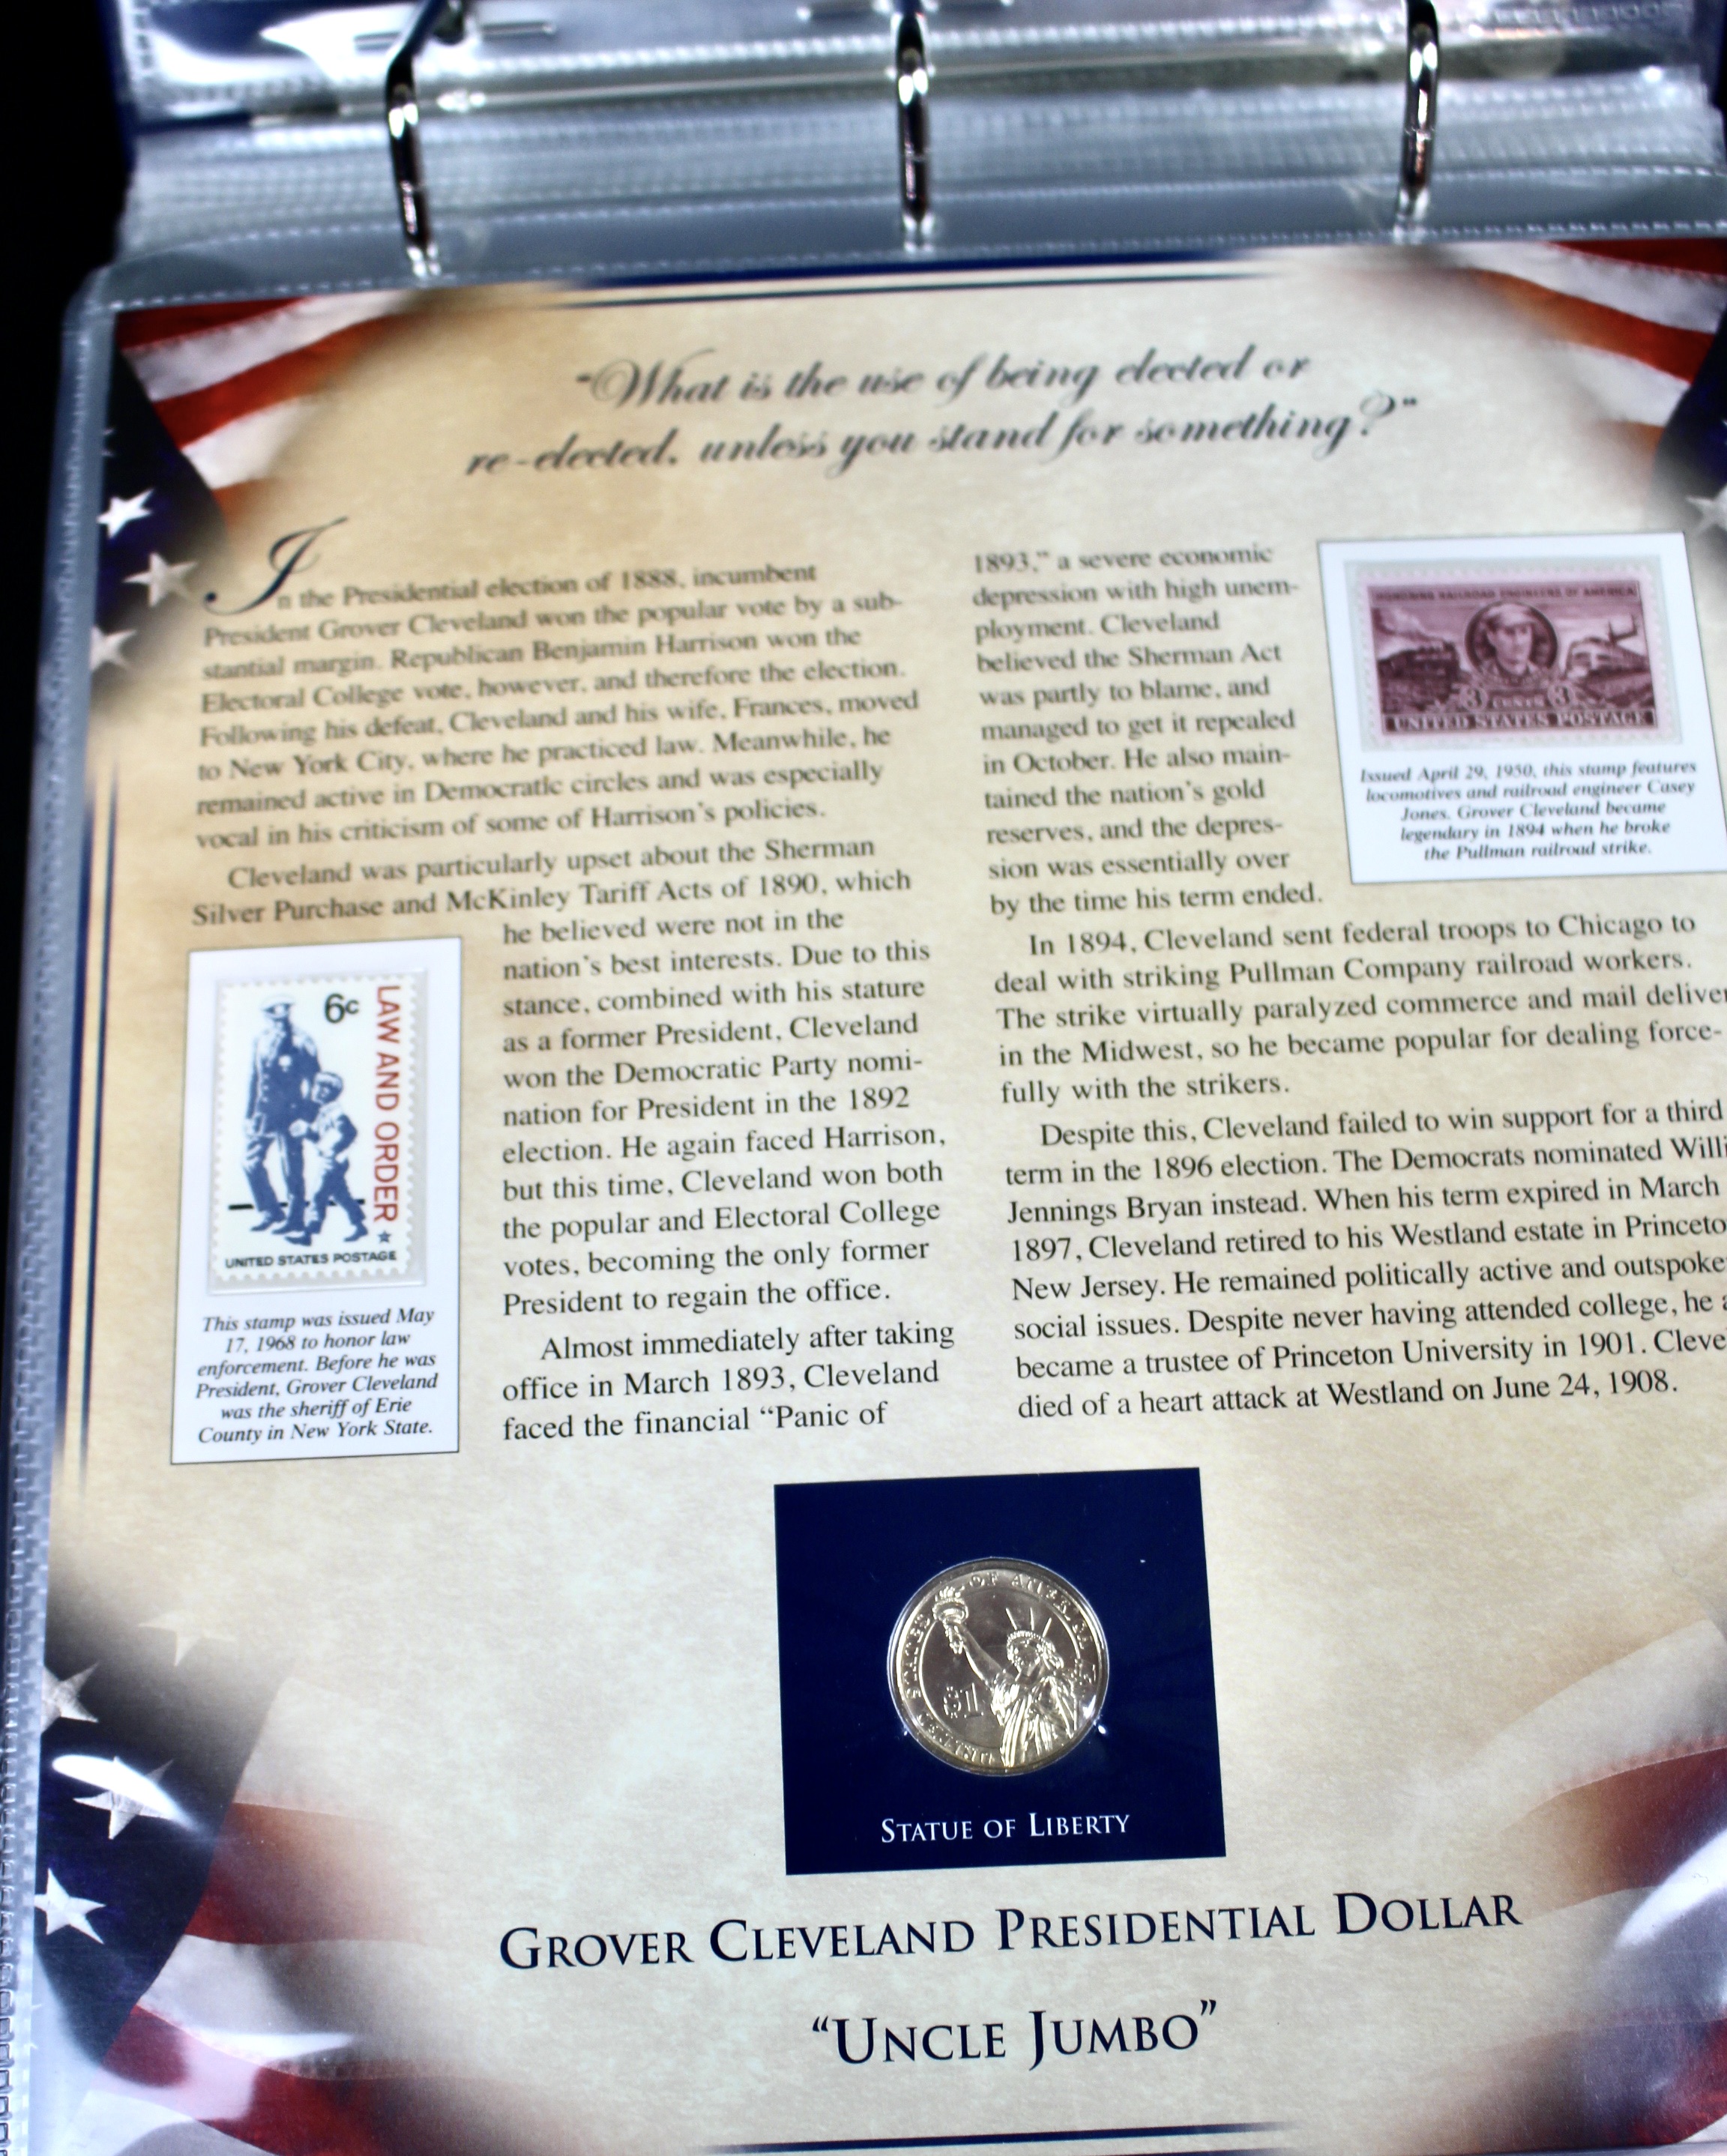 "What is the use of being elected or
re-elected, unless you stand for something?"
In the Presidential election of 1888, incumbent
President Grover Cleveland won the popular vote by a sub-
stantial margin. Republican Benjamin Harrison won the
Electoral College vote, however, and therefore the election.
Following his defeat, Cleveland and his wife, Frances, moved
to New York City, where he practiced law. Meanwhile, he
remained active in Democratic circles and was especially
vocal in his criticism of some of Harrison's policies.
Cleveland was particularly upset about the Sherman
Silver Purchase and McKinley Tariff Acts of 1890, which
he believed were not in the
nation's best interests. Due to this
stance, combined with his stature
as a former President, Cleveland
won the Democratic Party nomi-
nation for President in the 1892
election. He again faced Harrison,
but this time, Cleveland won both
the popular and Electoral College
votes, becoming the only former
President to regain the office.
Almost immediately after taking
office in March 1893, Cleveland
faced the financial "Panic of
6c
LAW AND ORDER
UNITED STATES POSTAGE
This stamp was issued May
17, 1968 to honor law
enforcement. Before he was
President, Grover Cleveland
was the sheriff of Erie
County in New York State.
1893," a severe economic
depression with high unem-
ployment. Cleveland
believed the Sherman Act
was partly to blame, and
managed to get it repealed
in October. He also main-
tained the nation's gold
reserves, and the depres-
sion was essentially over
by the time his term ended.
In 1894, Cleveland sent federal troops to Chicago to
deal with striking Pullman Company railroad workers.
The strike virtually paralyzed commerce and mail deliver
in the Midwest, so he became popular for dealing force-
fully with the strikers.
Despite this, Cleveland failed to win support for a third
term in the 1896 election. The Democrats nominated Willi
Jennings Bryan instead. When his term expired in March
1897, Cleveland retired to his Westland estate in Princeto
New Jersey. He remained politically active and outspoke
social issues. Despite never having attended college, he a
became a trustee of Princeton University in 1901. Cleve
died of a heart attack at Westland on June 24, 1908.
HONORING RAILROAD ENGINEERS OF AMERICA
3 CENTS 3
UNITED STATES POSTAGE
Issued April 29, 1950, this stamp features
locomotives and railroad engineer Casey
Jones. Grover Cleveland became
legendary in 1894 when he broke
the Pullman railroad strike.
STATES OF AMERICA
$1
STATUE OF LIBERTY
GROVER CLEVELAND PRESIDENTIAL DOLLAR
"UNCLE JUMBO"